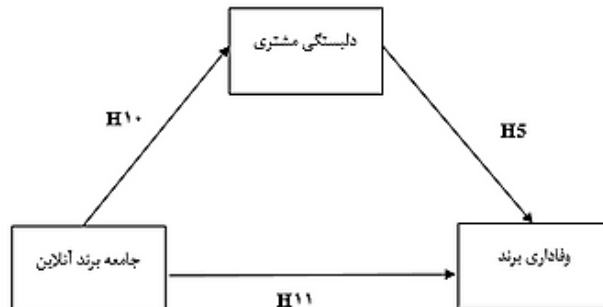 دلبستگی مشتری
H۱۰
H5
جامعه برند آنلاین
وفاداری برند
H۱۱